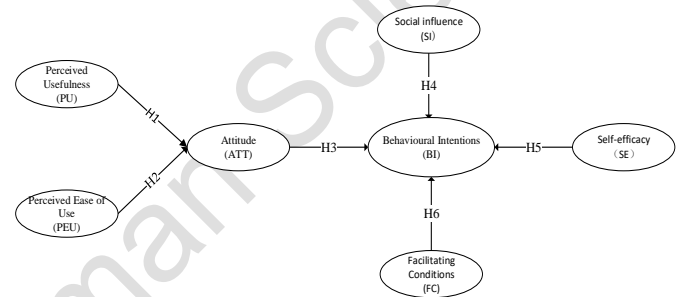 Social influence
(SI)
H4
Perceived
Usefulness
(PU)
H1
Attitude
(ATT)
H3
Behavioural Intentions
(BI)
H5
Self-efficacy
(SE)
H2
Perceived Ease of
Use
(PEU)
H6
Facilitating
Conditions
(FC)